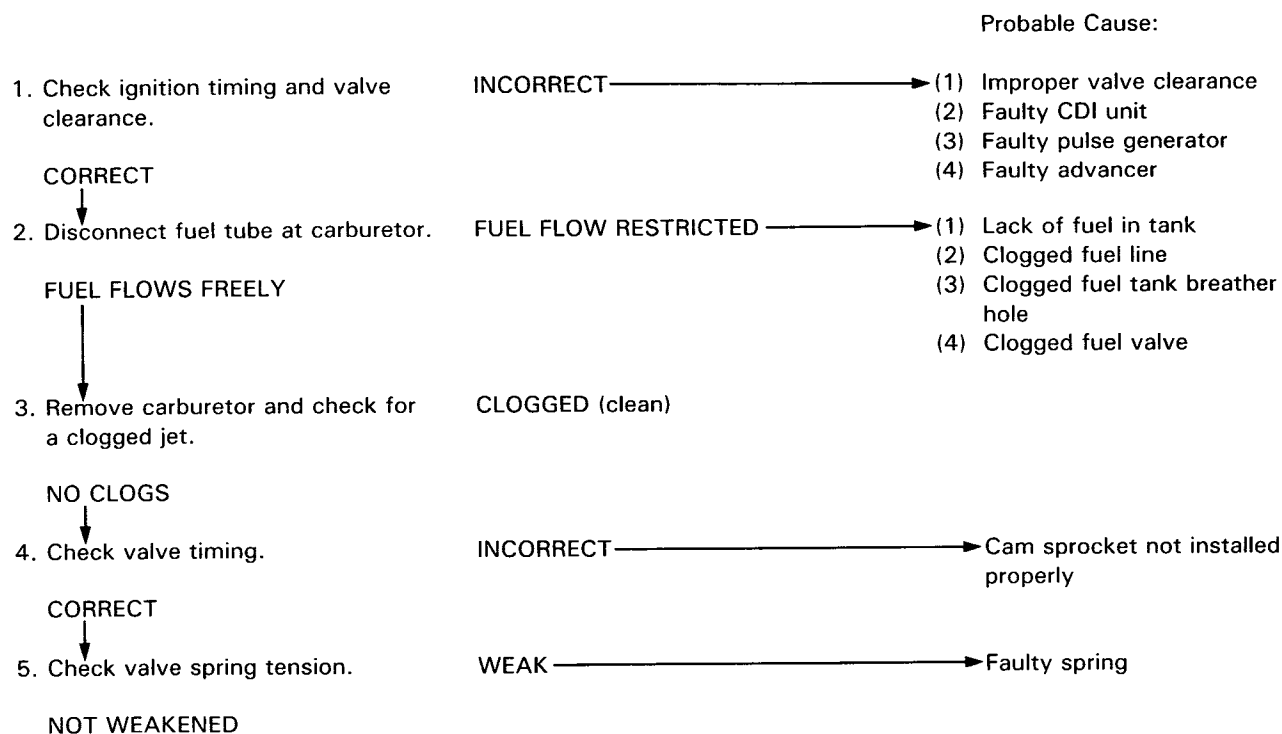 Probable Cause:
1. Check ignition timing and valve clearance.
INCORRECT
(1) Improper valve clearance
(2) Faulty CDI unit
(3) Faulty pulse generator
(4) Faulty advancer
CORRECT
2. Disconnect fuel tube at carburetor.
FUEL FLOW RESTRICTED
(1) Lack of fuel in tank
(2) Clogged fuel line
(3) Clogged fuel tank breather
hole
(4) Clogged fuel valve
FUEL FLOWS FREELY
3. Remove carburetor and check for
a clogged jet.
CLOGGED (clean)
NO CLOGS
4. Check valve timing.
INCORRECT
Cam sprocket not installed
properly
CORRECT
5. Check valve spring tension.
WEAK
Faulty spring
NOT WEAKENED